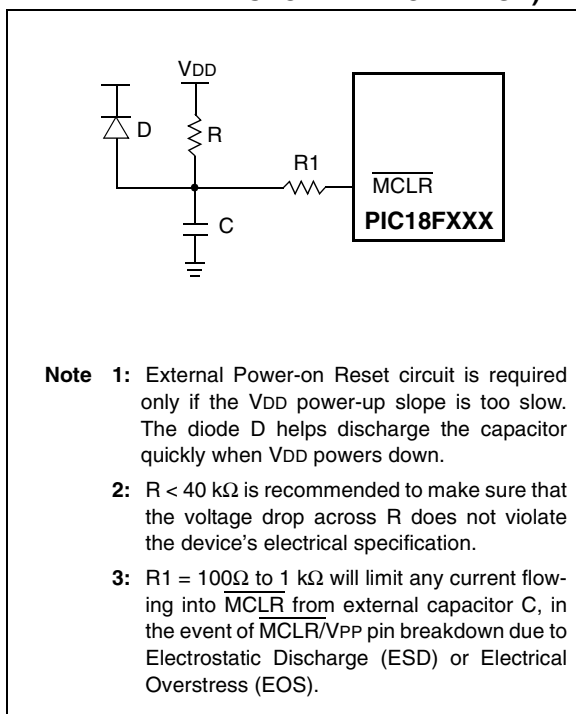 VDD
D
R
R1
MCLR
PIC18FXXX
C
Note 1: External Power-on Reset circuit is required
only if the VDD power-up slope is too slow.
The diode D helps discharge the capacitor
quickly when VDD powers down.
2: R < 40 kΩ is recommended to make sure that
the voltage drop across R does not violate
the device's electrical specification.
3: R1 = 100Ω to 1 kΩ will limit any current flow-
ing into MCLR from external capacitor C, in
the event of MCLR/VPP pin breakdown due to
Electrostatic Discharge (ESD) or Electrical
Overstress (EOS).